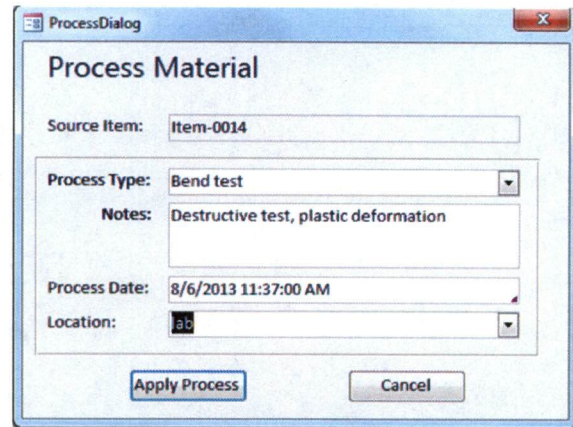 ProcessDialog
Process Material
Source Item: Item-0014
Process Type: Bend test
Notes: Destructive test, plastic deformation
Process Date: 8/6/2013 11:37:00 AM
Location: lab
Apply Process Cancel